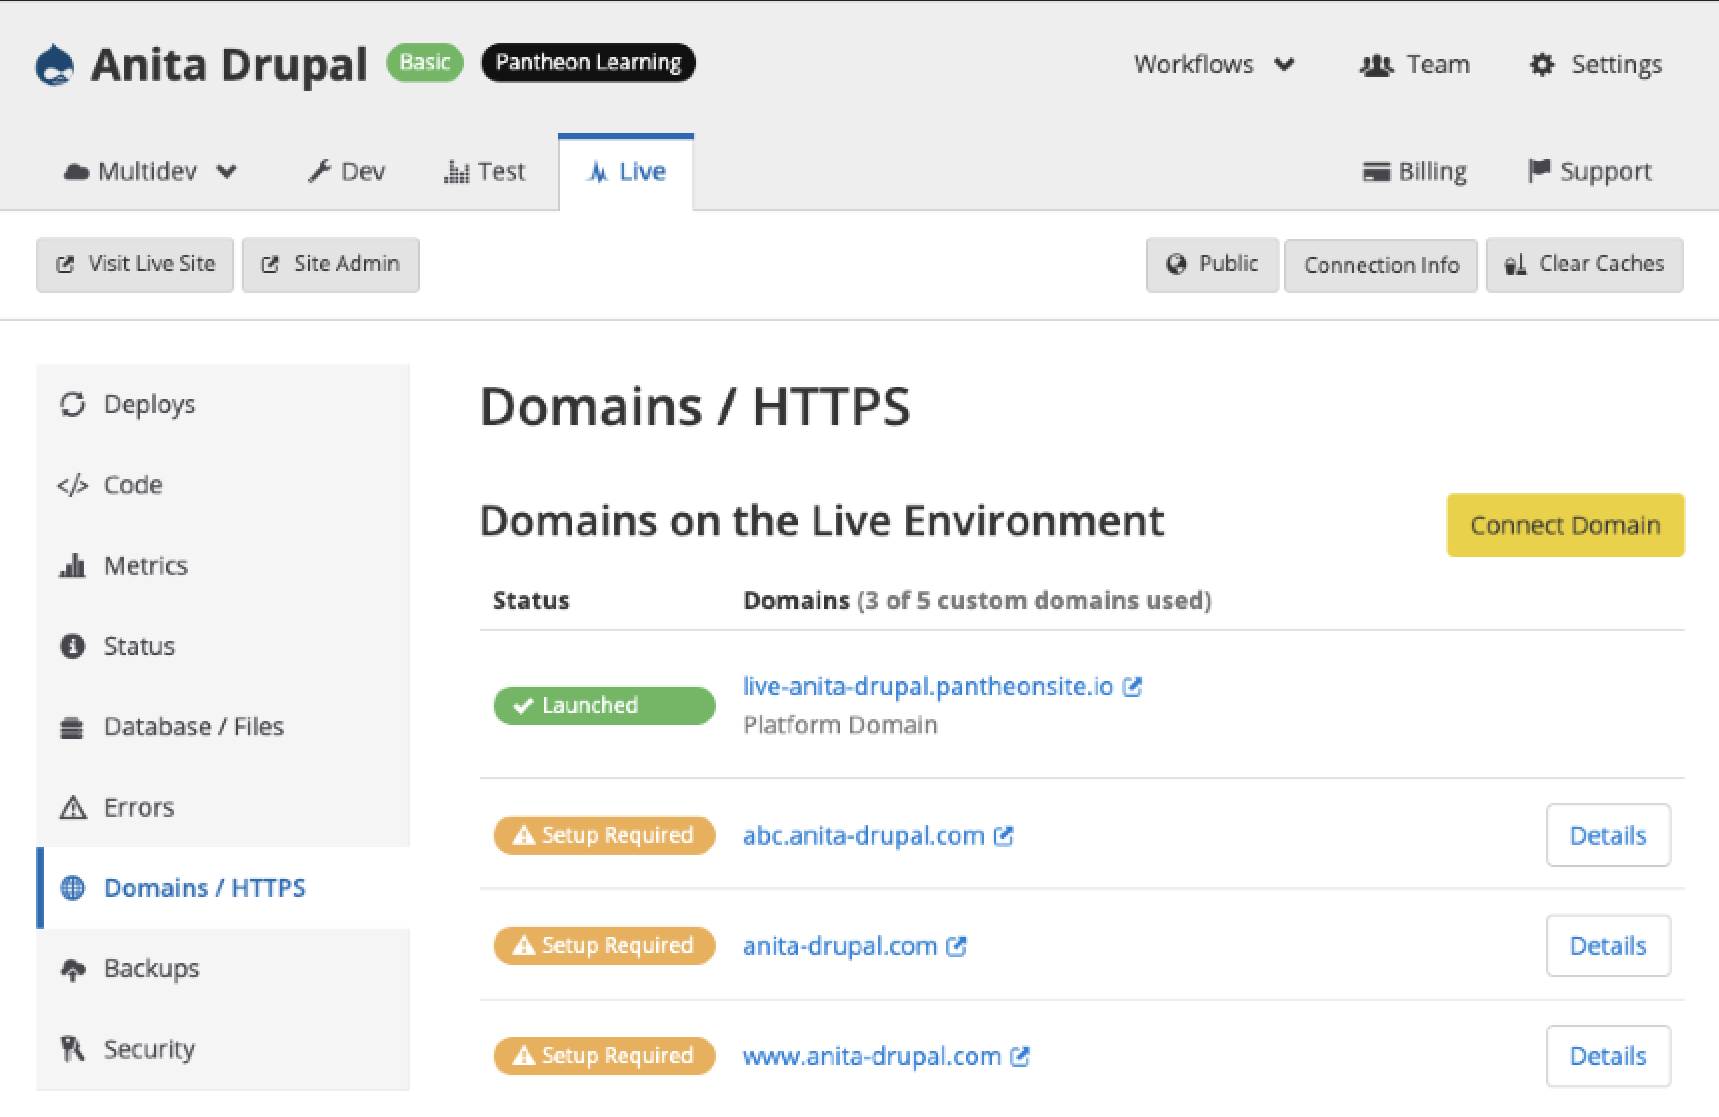 Anita Drupal Basic Pantheon Learning Workflows Team Settings
Multidev Dev Test Live Billing Support
Visit Live Site Site Admin Public Connection Info Clear Caches
Deploys
Code
Metrics
Status
Database / Files
Errors
Domains / HTTPS
Backups
Security
Domains / HTTPS
Domains on the Live Environment Connect Domain
Status Domains (3 of 5 custom domains used)
Launched live-anita-drupal.pantheonsite.io
Platform Domain
Setup Required abc.anita-drupal.com Details
Setup Required anita-drupal.com Details
Setup Required www.anita-drupal.com Details